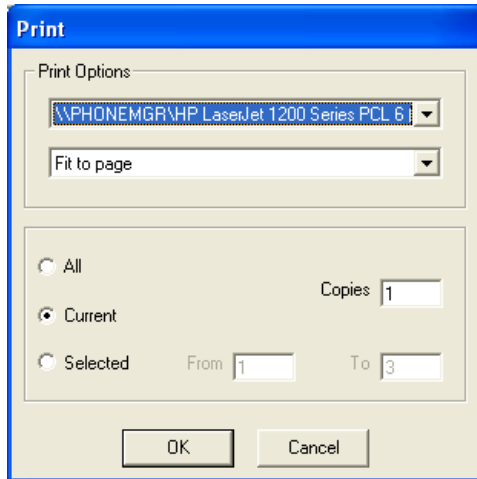 Print
Print Options
\\PHONEMGR\HP LaserJet 1200 Series PCL 6
Fit to page
All
Copies 1
Current
Selected From 1 To 3
OK Cancel